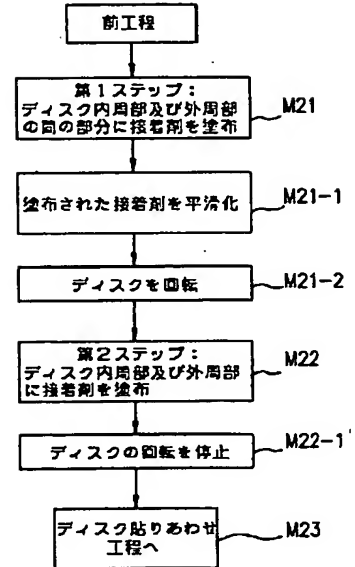 前工程
第1ステップ:
ディスク内周部及び外周部
の間の部分に接着剤を塗布
M21
塗布された接着剤を平滑化
M21-1
ディスクを回転
M21-2
第2ステップ:
ディスク内周部及び外周部
に接着剤を塗布
M22
ディスクの回転を停止
M22-1'
ディスク貼りあわせ
工程へ
M23